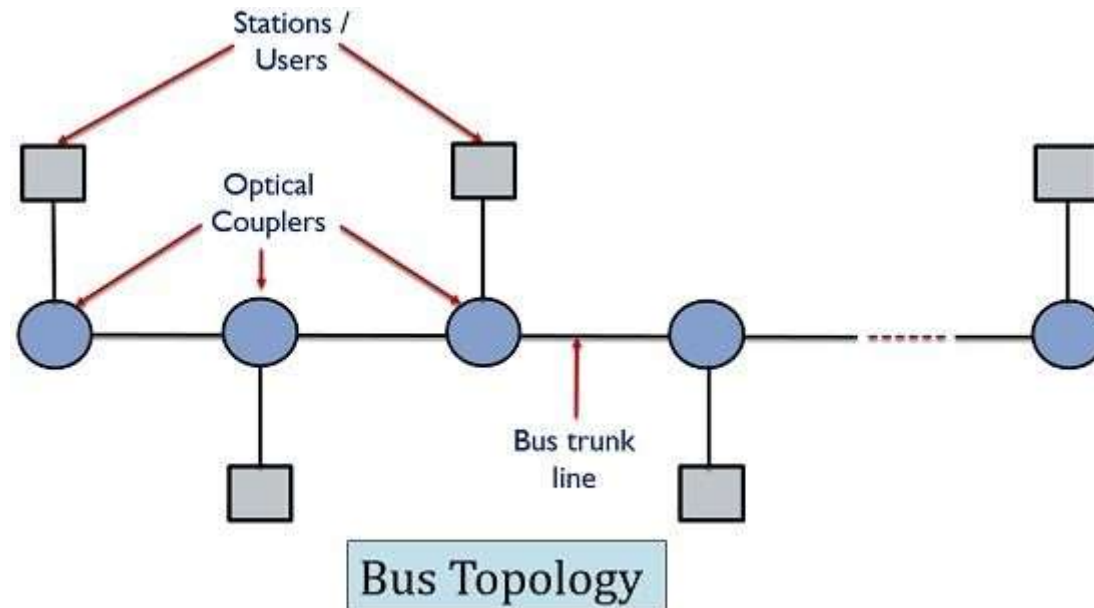 Stations /
Users
Optical
Couplers
Bus trunk
line
Bus Topology